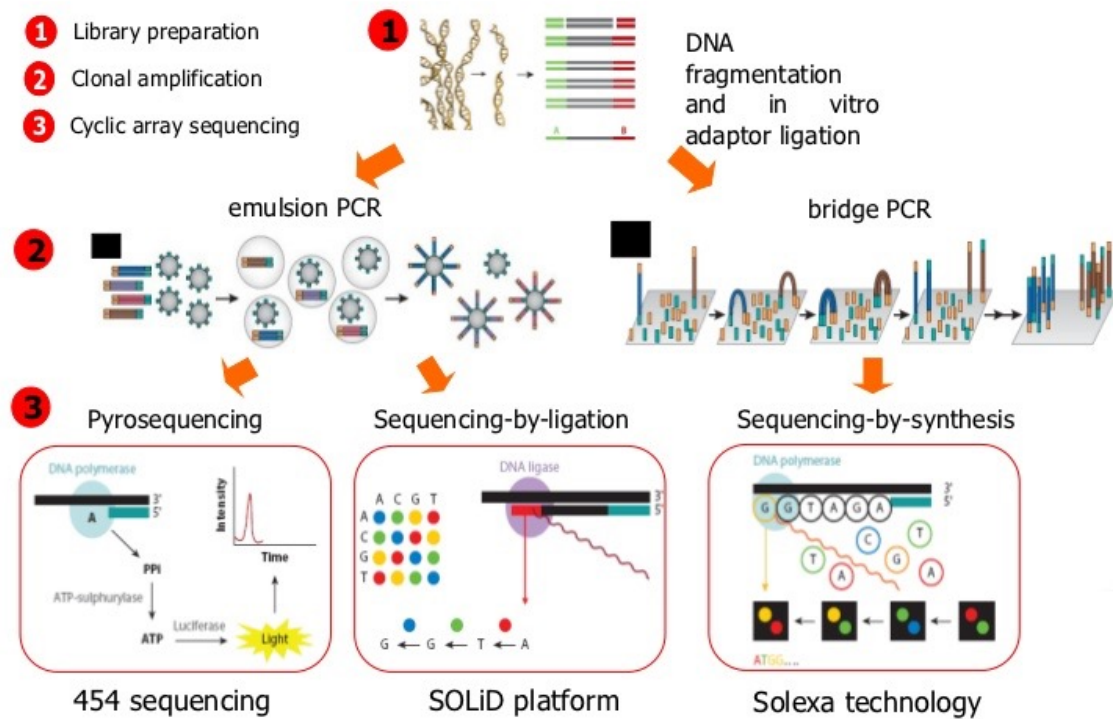 1 Library preparation
2 Clonal amplification
3 Cyclic array sequencing
1
DNA
fragmentation
and in vitro
adaptor ligation
A B
emulsion PCR
bridge PCR
2
3
Pyrosequencing
DNA polymerase
3'
5'
A
PPi
ATP-sulphurylase
ATP
Luciferase
Light
Intensity
Time
454 sequencing
Sequencing-by-ligation
DNA ligase
A C G T
A
C
G
T
3'
5'
G G T A
SOLiD platform
Sequencing-by-synthesis
DNA polymerase
3'
5'
G G T A G A
C T
T A G A
ATGG....
Solexa technology